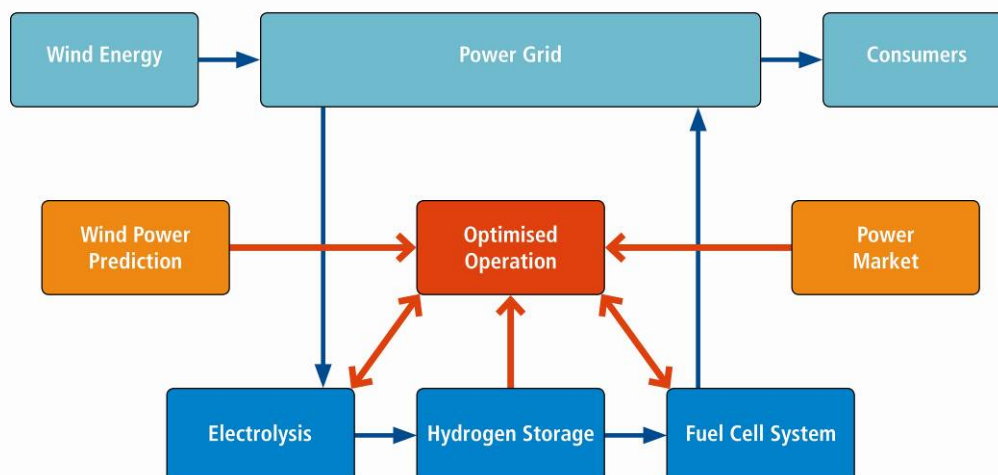 Wind Energy
Power Grid
Consumers
Wind Power
Prediction
Optimised
Operation
Power
Market
Electrolysis
Hydrogen Storage
Fuel Cell System